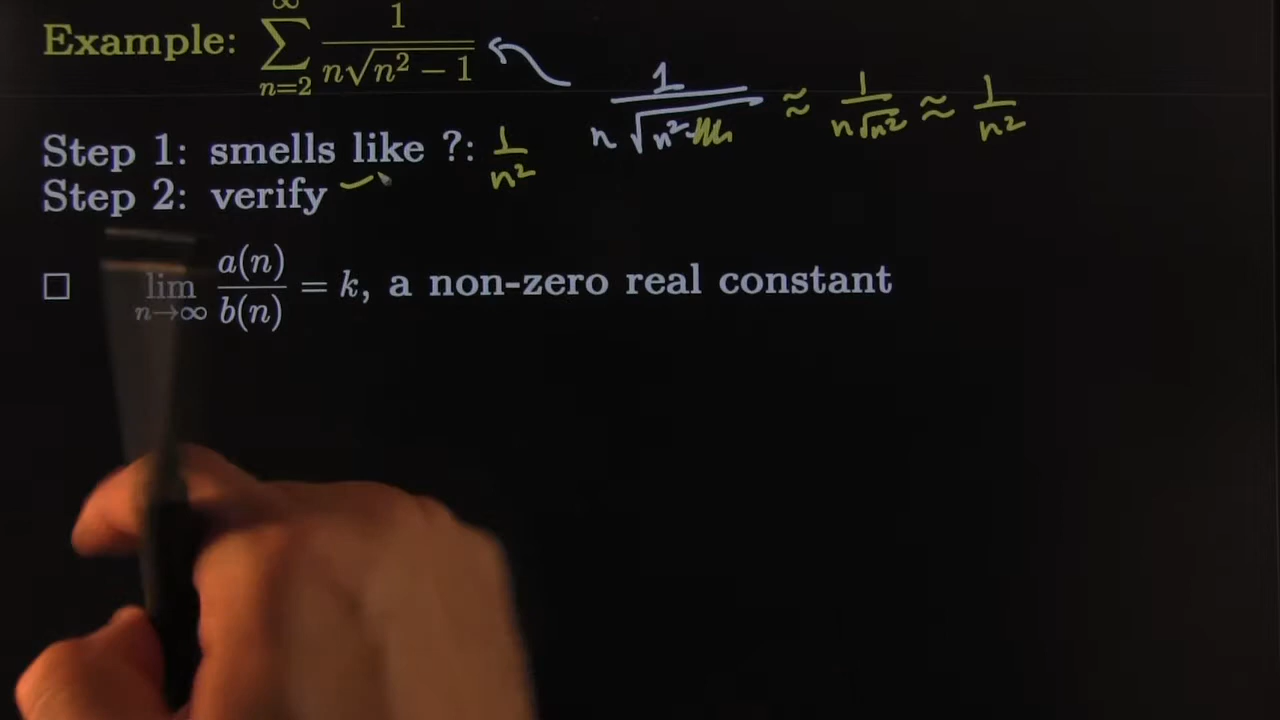 Example: ∑_{n=2}^{∞} 1/(n√(n² − 1))
1/(n√(n² -)) ≈ 1/(n√n²) ≈ 1/n²
Step 1: smells like ?: 1/n²
Step 2: verify
□ lim_{n→∞} a(n)/b(n) = k, a non-zero real constant